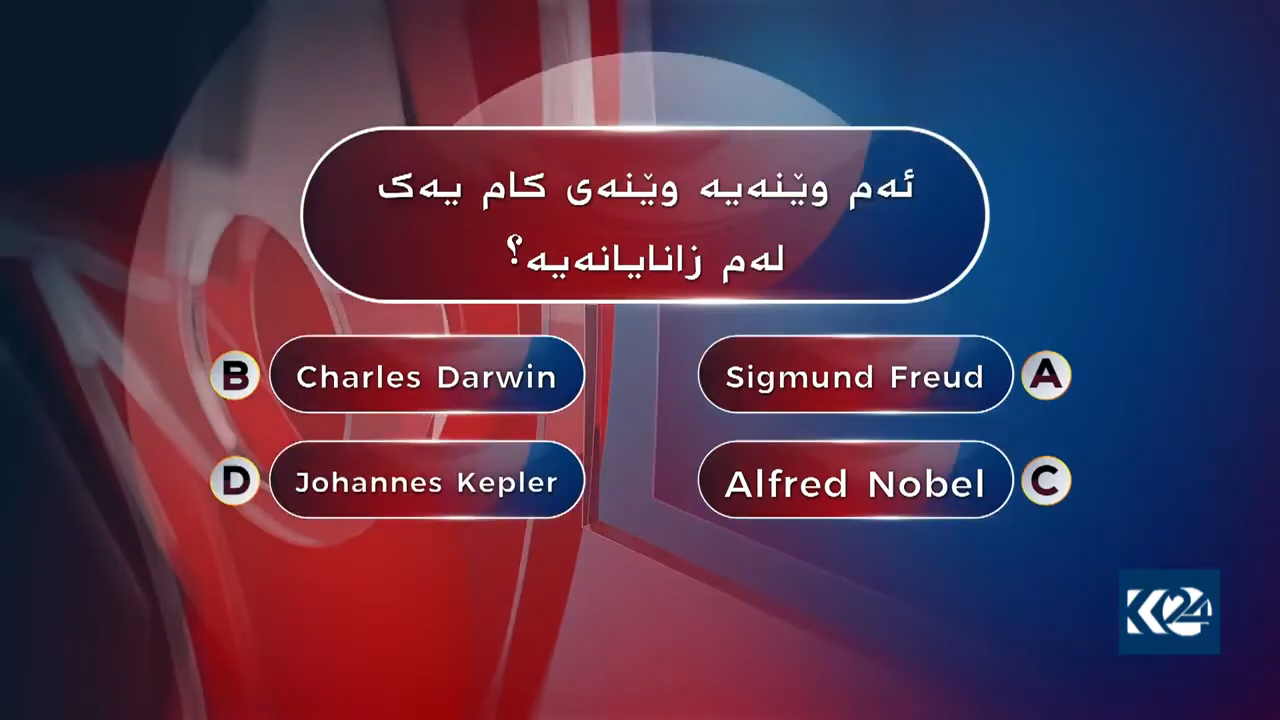 ئەم وێنەیە وێنەی کام یەک
لەم زانایانەیە؟
A Sigmund Freud
B Charles Darwin
C Alfred Nobel
D Johannes Kepler
K24